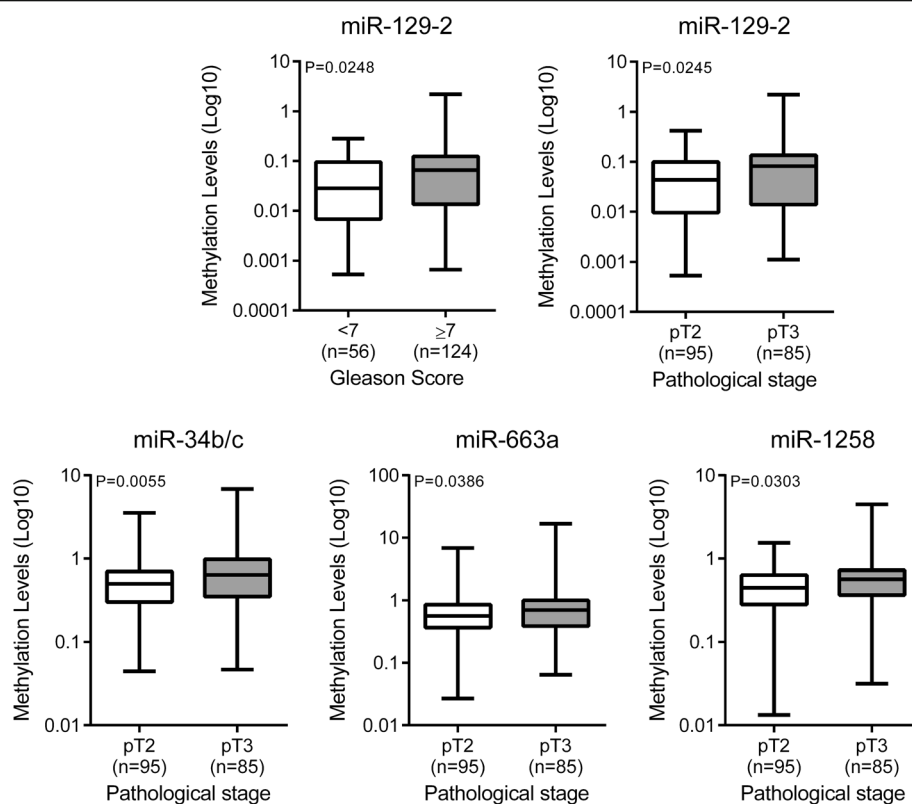 miR-129-2
Methylation Levels (Log10)
10
1
0.1
0.01
0.001
0.0001
P=0.0248
<7
(n=56)
≥7
(n=124)
Gleason Score
miR-129-2
Methylation Levels (Log10)
10
1
0.1
0.01
0.001
0.0001
P=0.0245
pT2
(n=95)
pT3
(n=85)
Pathological stage
miR-34b/c
Methylation Levels (Log10)
10
1
0.1
0.01
P=0.0055
pT2
(n=95)
pT3
(n=85)
Pathological stage
miR-663a
Methylation Levels (Log10)
100
10
1
0.1
0.01
P=0.0386
pT2
(n=95)
pT3
(n=85)
Pathological stage
miR-1258
Methylation Levels (Log10)
10
1
0.1
0.01
P=0.0303
pT2
(n=95)
pT3
(n=85)
Pathological stage